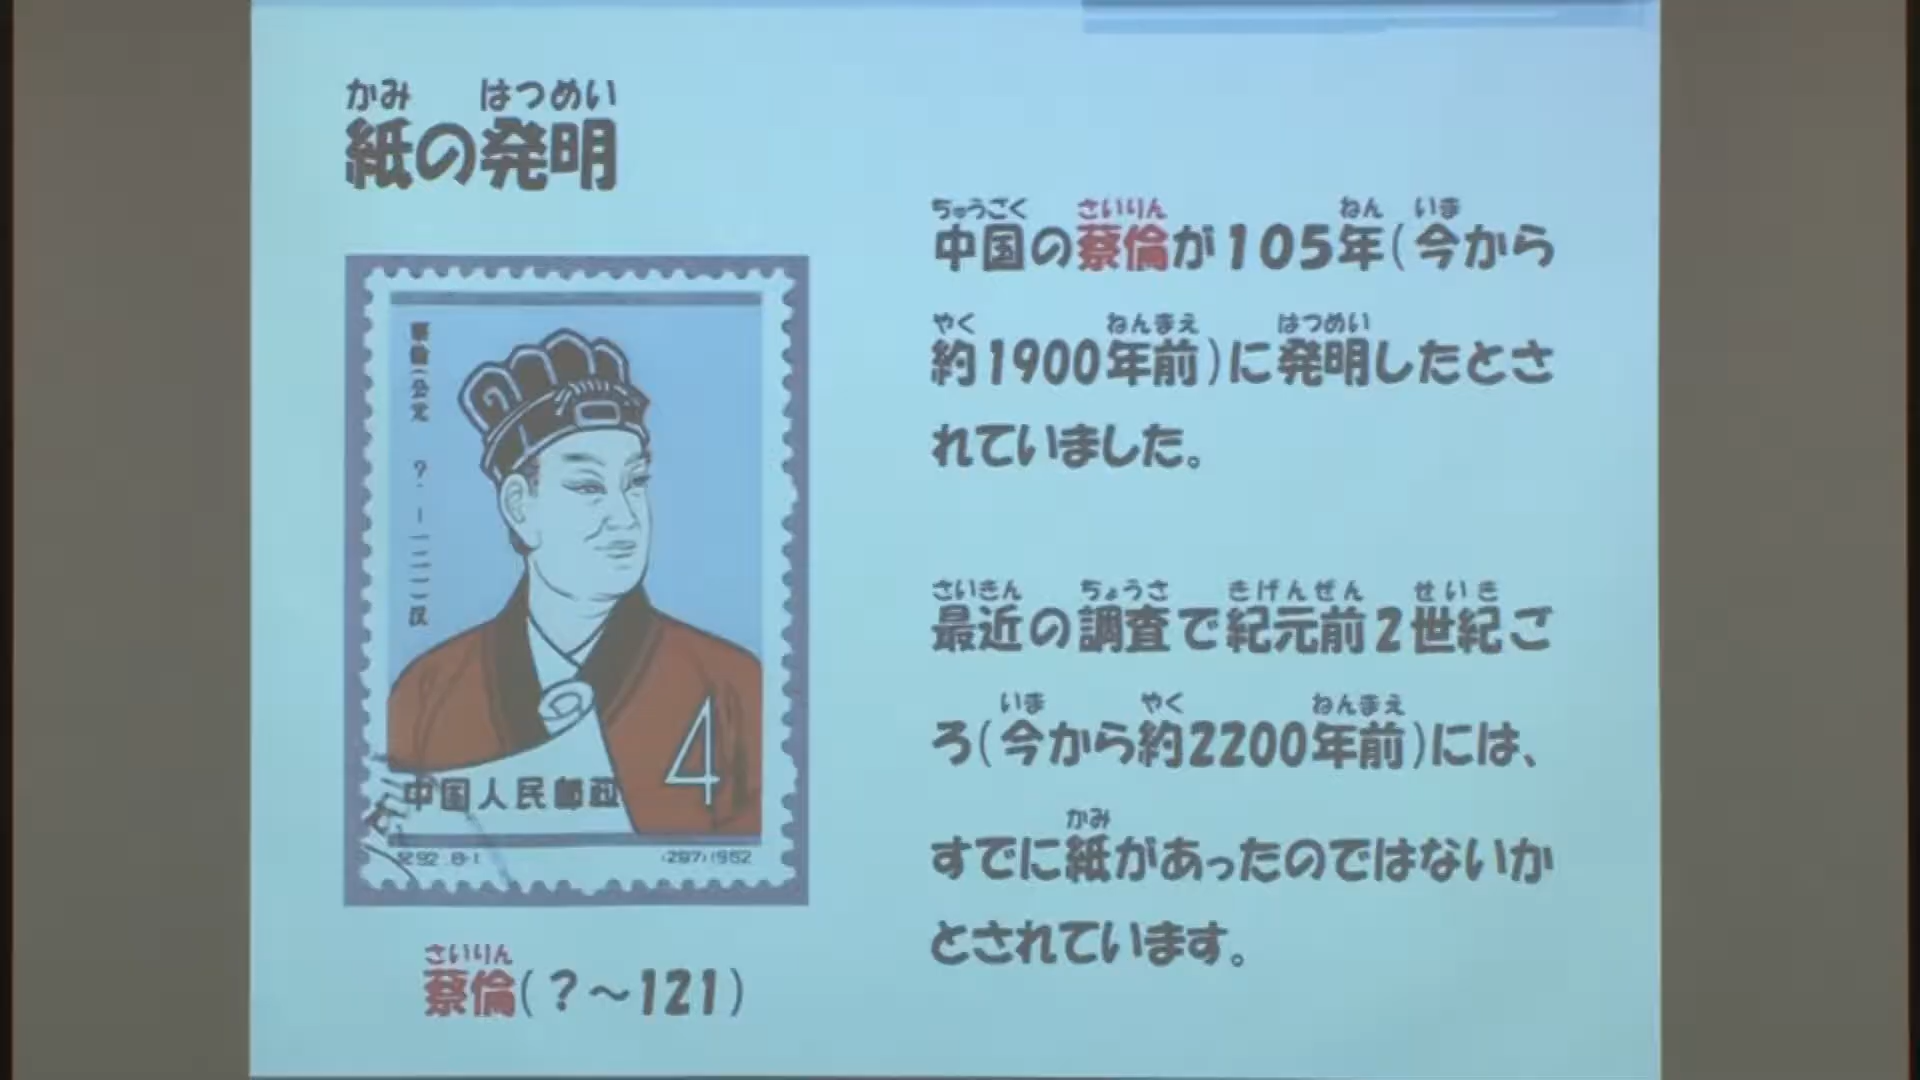 かみ はつめい
紙の発明
ちゅうごく さいりん ねん いま
中国の蔡倫が105年(今から
やく ねんまえ はつめい
約1900年前)に発明したとさ
れていました。
さいきん ちょうさ きげんぜん せいき
最近の調査で紀元前2世紀ご
いま やく ねんまえ
ろ(今から約2200年前)には、
かみ
すでに紙があったのではないか
とされています。
中国人民邮政
4
さいりん
蔡倫(?～121)